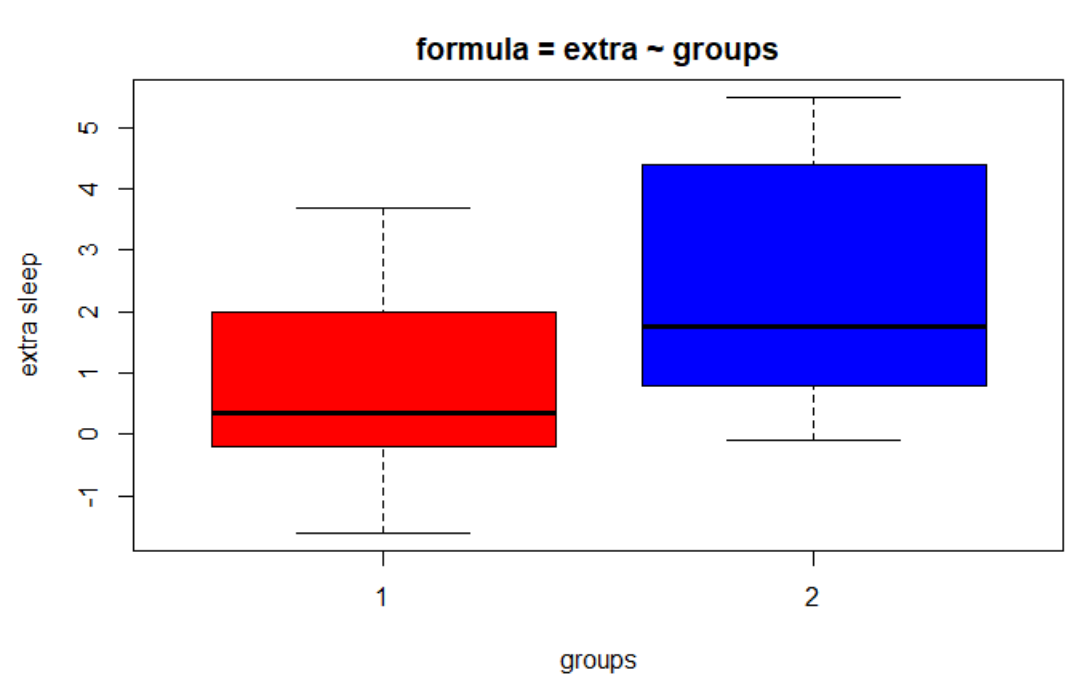 formula = extra ~ groups
extra sleep
5
4
3
2
1
0
-1
1 2
groups